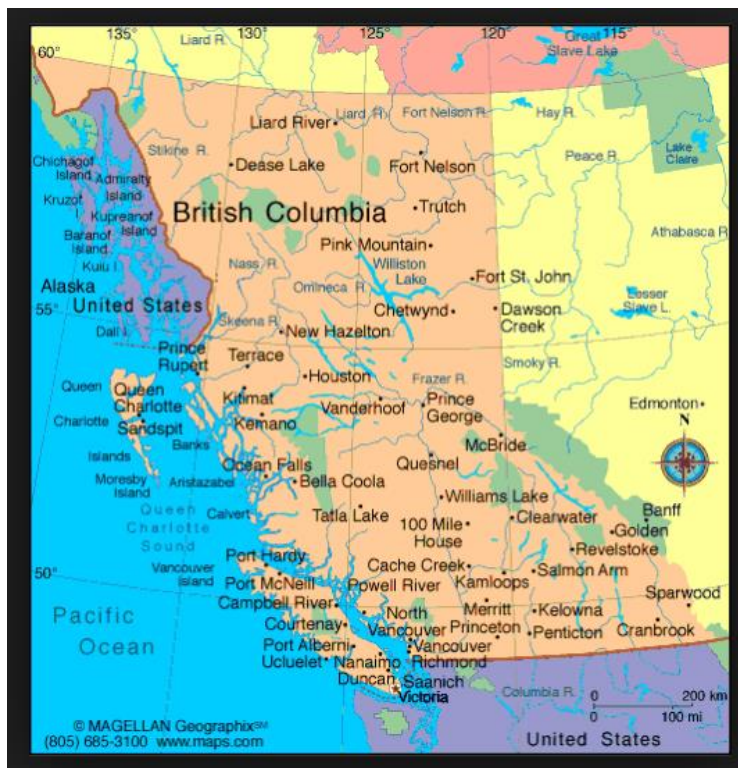 135°
130°
125°
120°
115°
60°
Liard R.
Great
Slave Lake
Liard River
Liard R.
Fort Nelson R.
Hay R.
Stikine R.
Chichagof
Island
Admiralty
Island
Dease Lake
Fort Nelson
Peace R.
Lake
Claire
Kruzof
I.
Kupreanof
Island
British Columbia
Trutch
Baranof
Island
Pink Mountain
Athabasca R.
Kuiu I.
Nass R.
Williston
Lake
Fort St. John
Alaska
Omineca R.
Lesser
Slave L.
55°
United States
Chetwynd
Dawson
Creek
Dall I.
Skeena R.
New Hazelton
Prince
Rupert
Terrace
Smoky R.
Queen
Charlotte
Islands
Queen
Charlotte
Sandspit
Kitimat
Houston
Frazer R.
Vanderhoof
Prince
George
Edmonton
N
Kemano
Banks
McBride
Moresby
Island
Aristazabel
Ocean Falls
Bella Coola
Quesnel
Williams Lake
Queen
Charlotte
Sound
Calvert
Tatla Lake
100 Mile
House
Clearwater
Banff
Golden
Revelstoke
50°
Vancouver
Island
Port Hardy
Port McNeill
Cache Creek
Kamloops
Salmon Arm
Sparwood
Pacific
Ocean
Campbell River
Powell River
Courtenay
North
Vancouver
Merritt
Kelowna
Princeton
Penticton
Cranbrook
Port Alberni
Vancouver
Ucluelet
Nanaimo
Richmond
Duncan
Saanich
Victoria
Columbia R.
0
200 km
0
100 mi
© MAGELLAN Geographix℠
(805) 685-3100 www.maps.com
United States